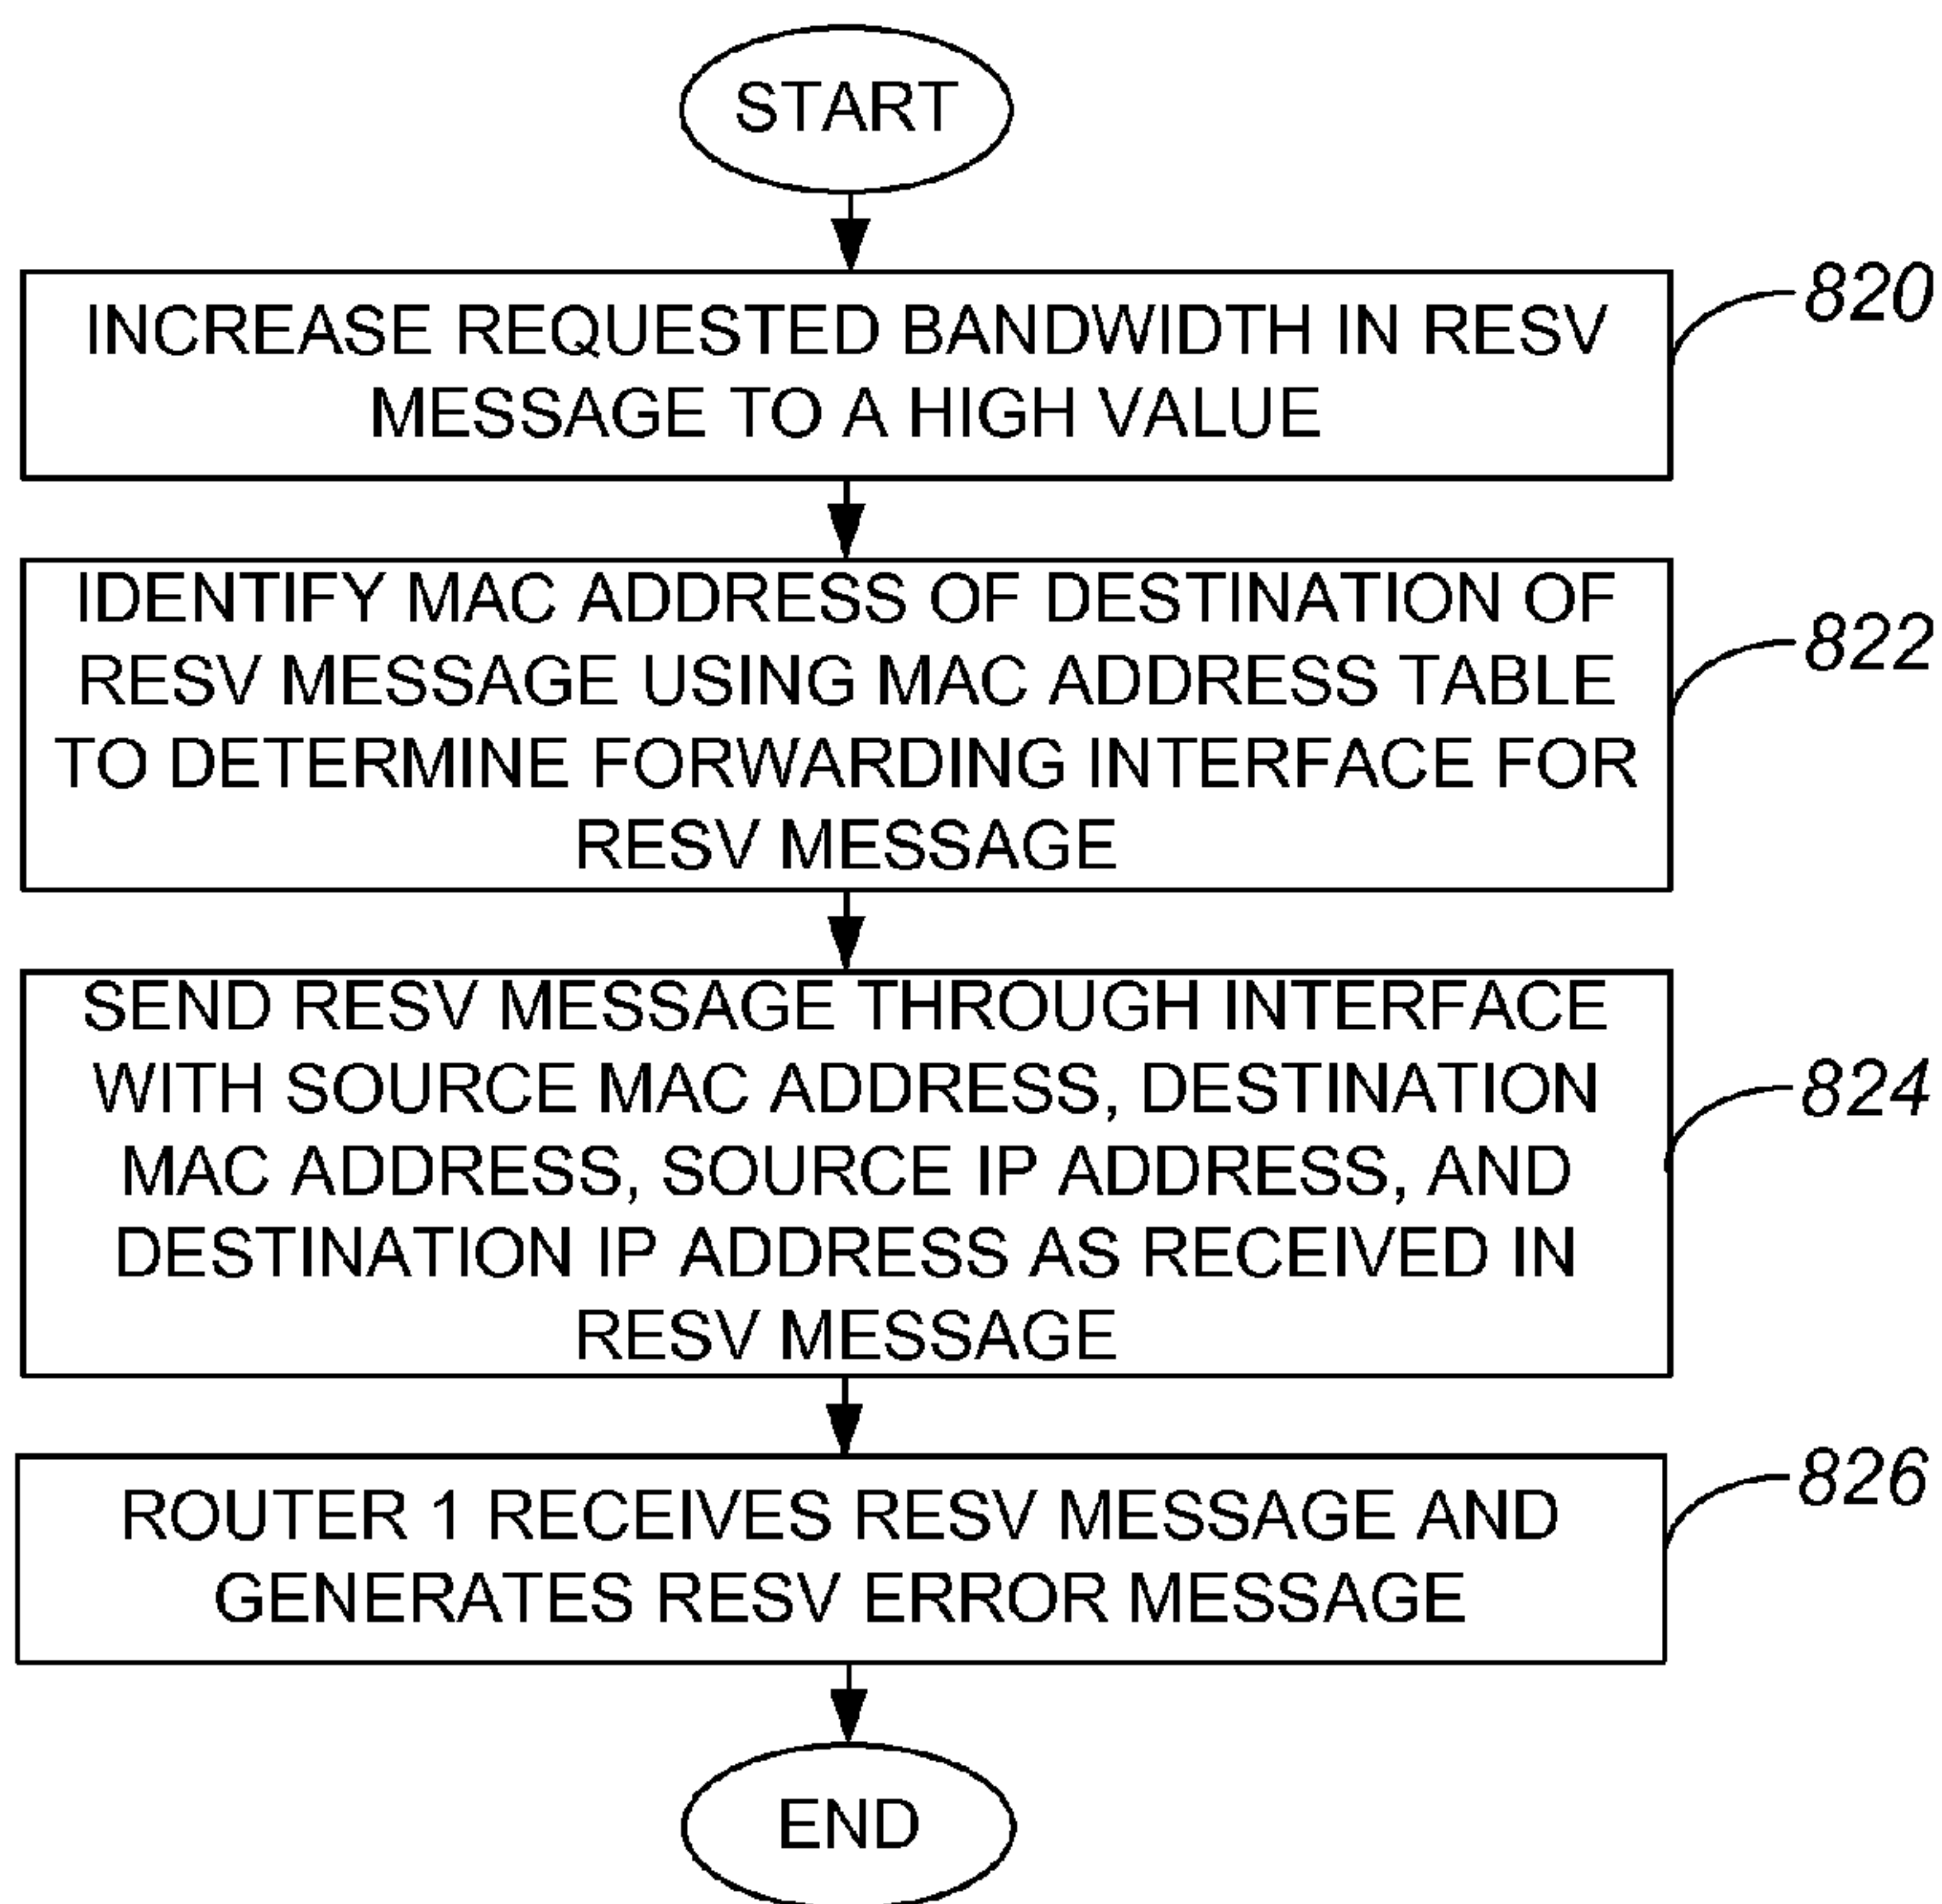 START
INCREASE REQUESTED BANDWIDTH IN RESV
MESSAGE TO A HIGH VALUE
820
IDENTIFY MAC ADDRESS OF DESTINATION OF
RESV MESSAGE USING MAC ADDRESS TABLE
TO DETERMINE FORWARDING INTERFACE FOR
RESV MESSAGE
822
SEND RESV MESSAGE THROUGH INTERFACE
WITH SOURCE MAC ADDRESS, DESTINATION
MAC ADDRESS, SOURCE IP ADDRESS, AND
DESTINATION IP ADDRESS AS RECEIVED IN
RESV MESSAGE
824
ROUTER 1 RECEIVES RESV MESSAGE AND
GENERATES RESV ERROR MESSAGE
826
END